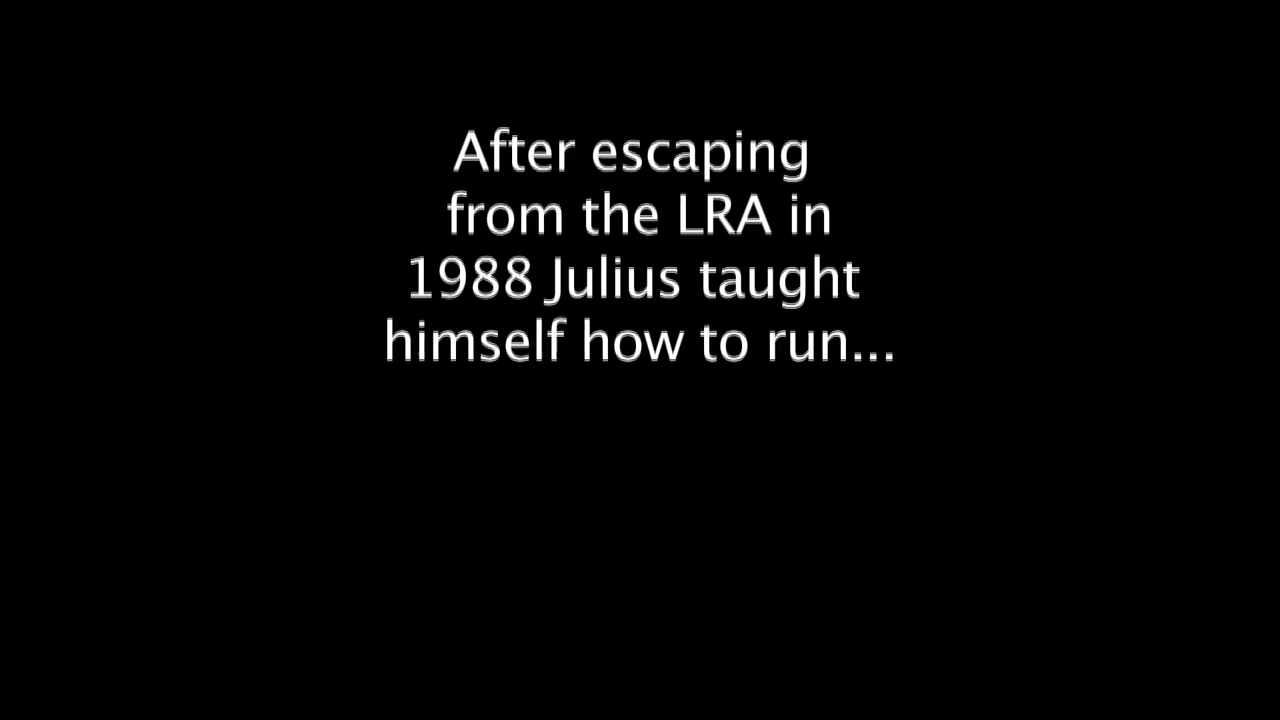 After escaping
from the LRA in
1988 Julius taught
himself how to run...